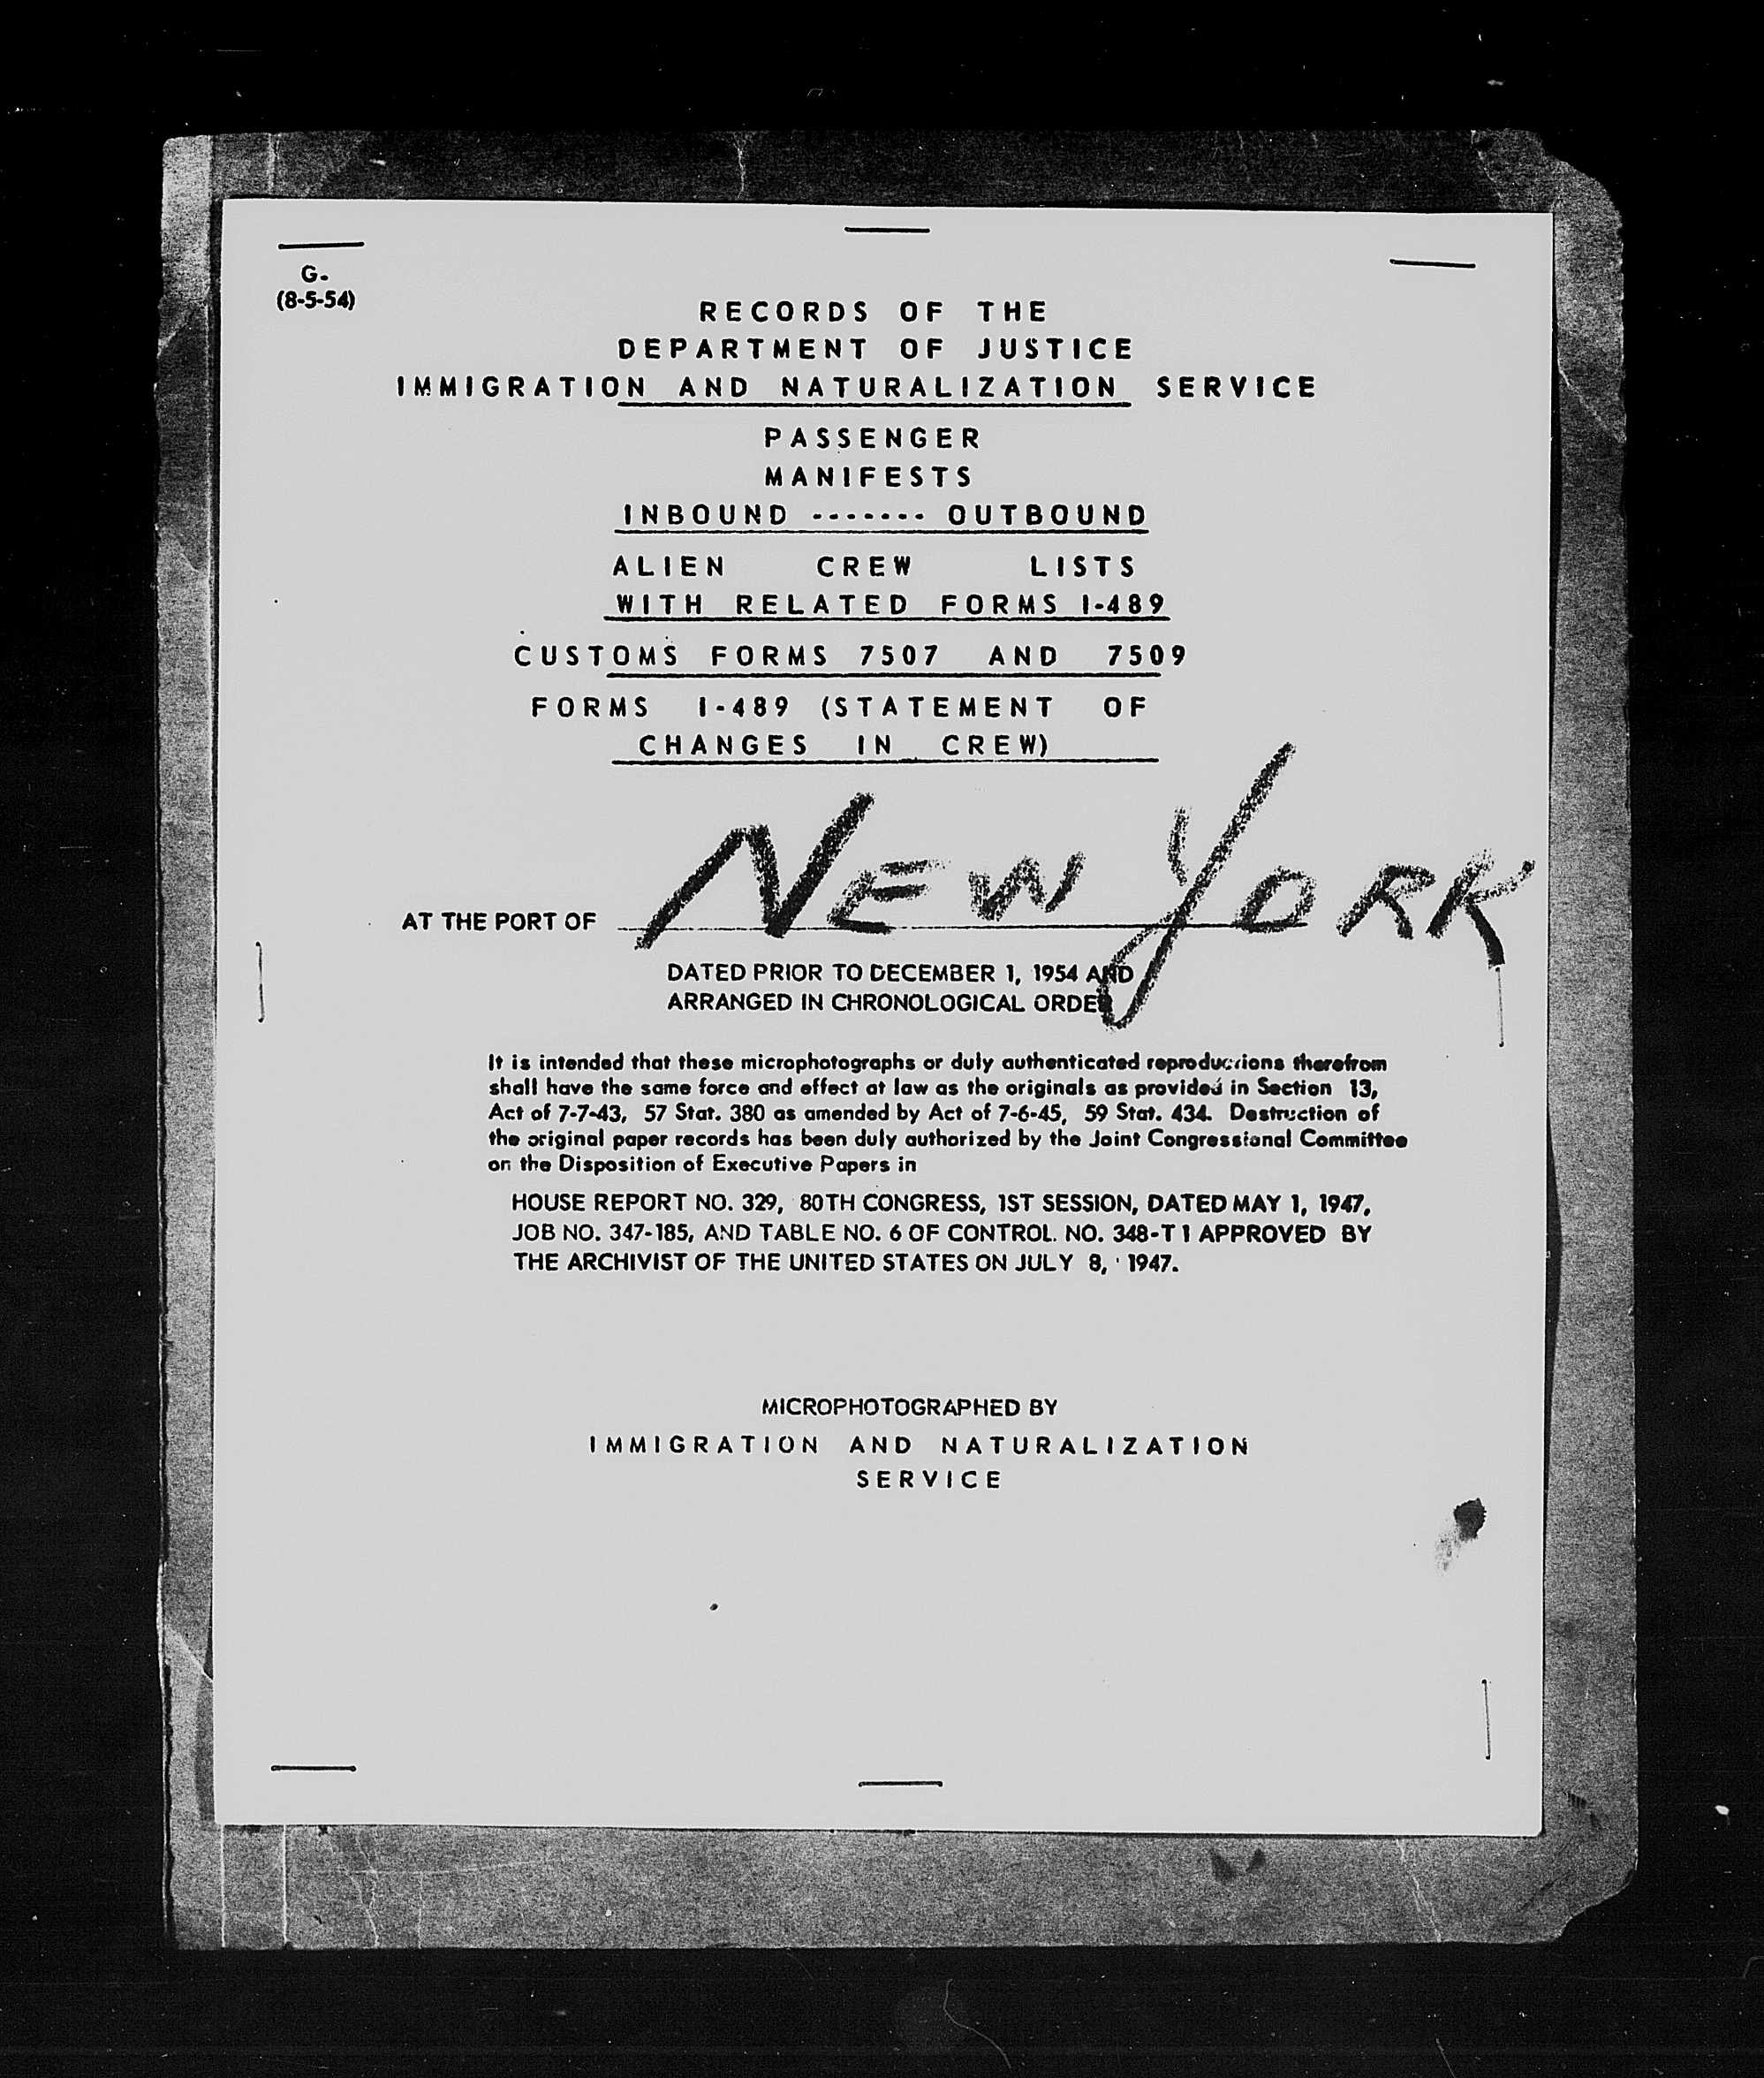 G-
(8-5-54)
RECORDS OF THE
DEPARTMENT OF JUSTICE
IMMIGRATION AND NATURALIZATION SERVICE
PASSENGER
MANIFESTS
INBOUND ------- OUTBOUND
ALIEN CREW LISTS
WITH RELATED FORMS I-489
CUSTOMS FORMS 7507 AND 7509
FORMS I-489 (STATEMENT OF
CHANGES IN CREW)
AT THE PORT OF NEW YORK
DATED PRIOR TO DECEMBER 1, 1954 AND
ARRANGED IN CHRONOLOGICAL ORDER
It is intended that these microphotographs or duly authenticated reproductions therefrom
shall have the same force and effect at law as the originals as provided in Section 13,
Act of 7-7-43, 57 Stat. 380 as amended by Act of 7-6-45, 59 Stat. 434. Destruction of
the original paper records has been duly authorized by the Joint Congressional Committee
on the Disposition of Executive Papers in
HOUSE REPORT NO. 329, 80TH CONGRESS, 1ST SESSION, DATED MAY 1, 1947,
JOB NO. 347-185, AND TABLE NO. 6 OF CONTROL. NO. 348-T1 APPROVED BY
THE ARCHIVIST OF THE UNITED STATES ON JULY 8, 1947.
MICROPHOTOGRAPHED BY
IMMIGRATION AND NATURALIZATION
SERVICE